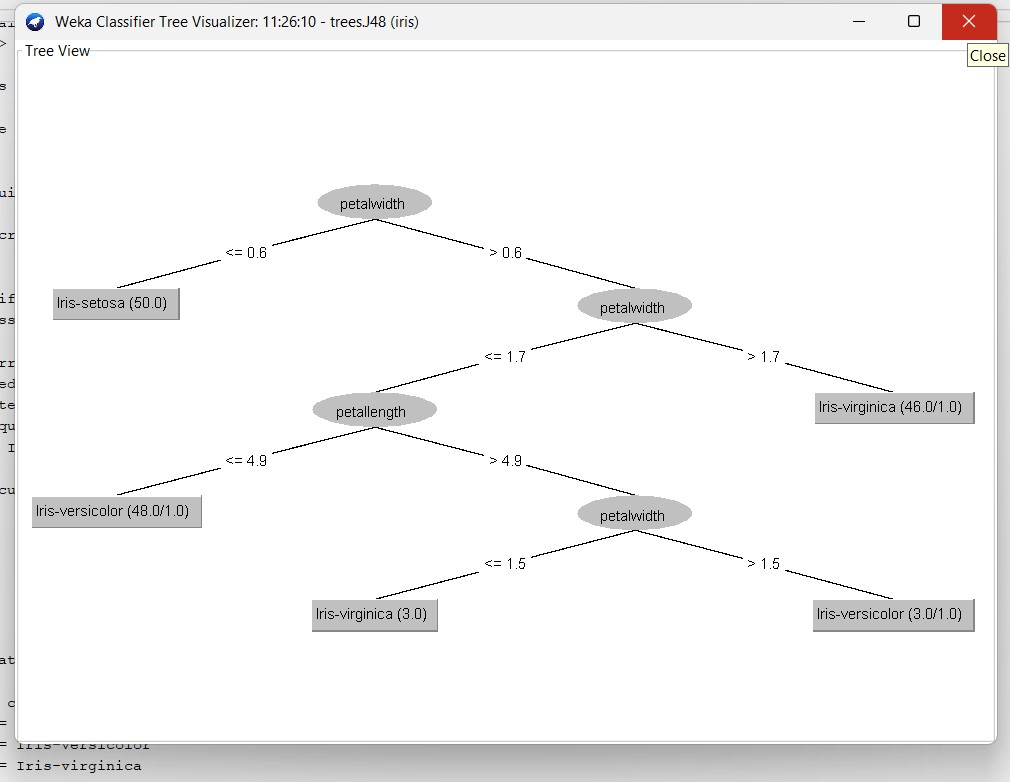 Weka Classifier Tree Visualizer: 11:26:10 - trees.J48 (iris)
Close
Tree View
petalwidth
<= 0.6
> 0.6
Iris-setosa (50.0)
petalwidth
<= 1.7
> 1.7
petallength
Iris-virginica (46.0/1.0)
<= 4.9
> 4.9
Iris-versicolor (48.0/1.0)
petalwidth
<= 1.5
> 1.5
Iris-virginica (3.0)
Iris-versicolor (3.0/1.0)
= Iris-versicolor
= Iris-virginica